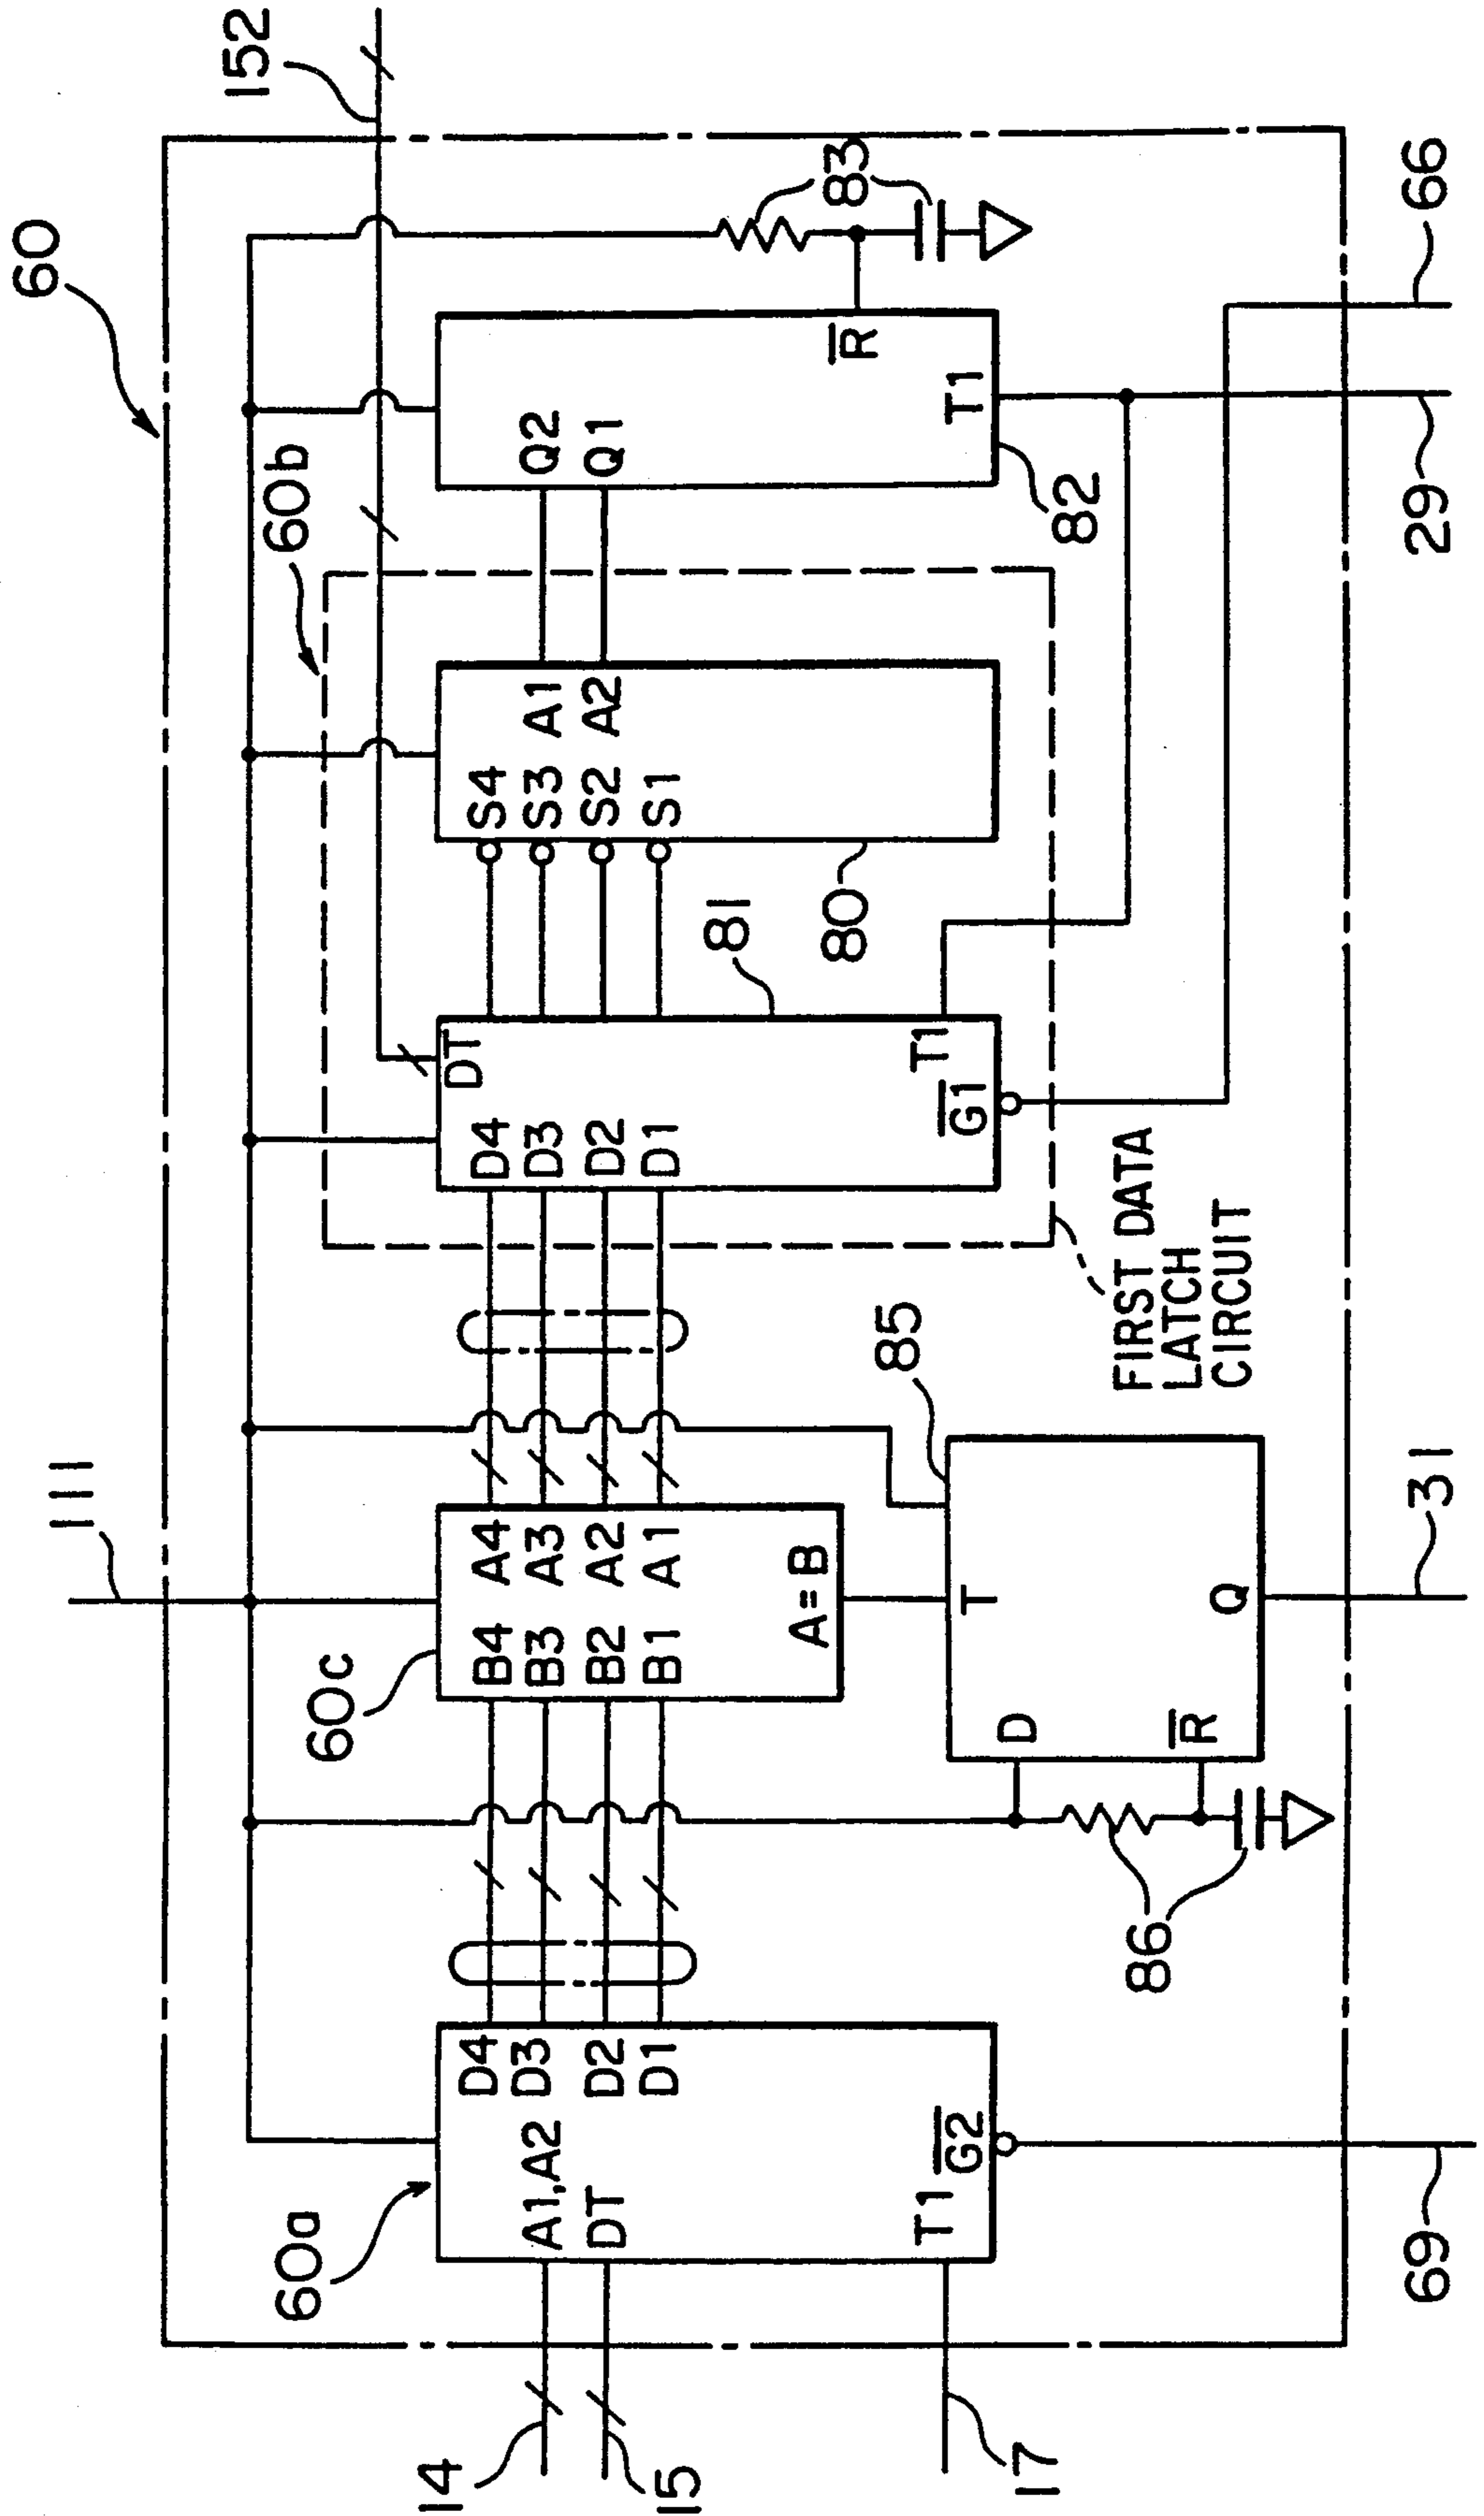 60
111
152
60a
60c
60b
14
15
17
A1,A2
DT
T1
G2
D4
D3
D2
D1
B4 A4
B3 A3
B2 A2
B1 A1
A=B
D4
D3
D2
D1
DT
T1
G1
81
S4
S3 A1
S2 A2
S1
80
Q2
Q1
R
T1
82
83
85
D
T
R
Q
86
FIRST DATA
LATCH
CIRCUIT
69
31
29
66